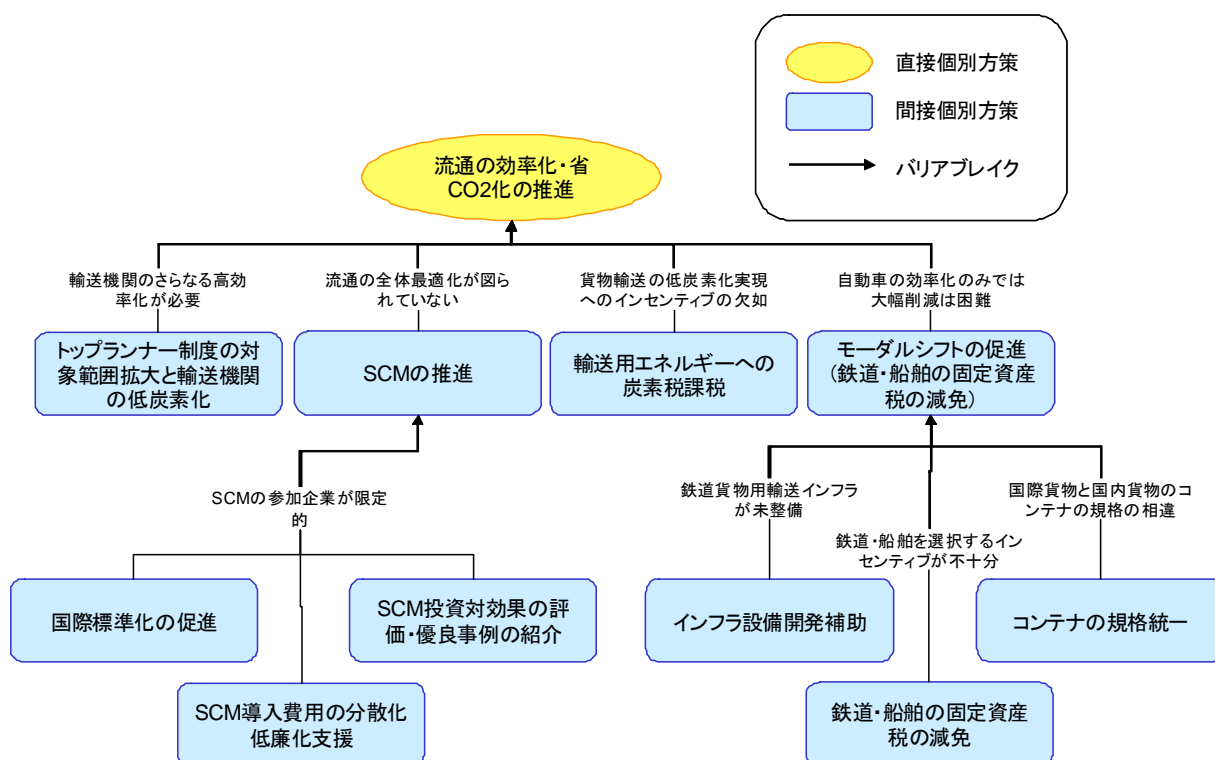 直接個別方策
間接個別方策
バリアブレイク
流通の効率化・省
CO2化の推進
輸送機関のさらなる高効
率化が必要
流通の全体最適化が図ら
れていない
貨物輸送の低炭素化実現
へのインセンティブの欠如
自動車の効率化のみでは
大幅削減は困難
トップランナー制度の対
象範囲拡大と輸送機関
の低炭素化
SCMの推進
輸送用エネルギーへの
炭素税課税
モーダルシフトの促進
(鉄道・船舶の固定資産
税の減免)
SCMの参加企業が限定
的
鉄道貨物用輸送インフラ
が未整備
鉄道・船舶を選択するイン
センティブが不十分
国際貨物と国内貨物のコ
ンテナの規格の相違
国際標準化の促進
SCM投資対効果の評
価・優良事例の紹介
インフラ設備開発補助
コンテナの規格統一
SCM導入費用の分散化
低廉化支援
鉄道・船舶の固定資産
税の減免